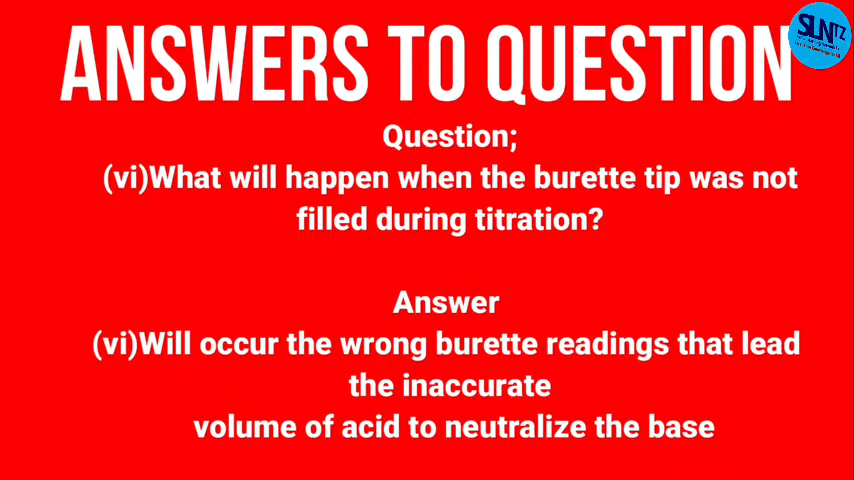 ANSWERS TO QUESTION
SLNTZ
Question;
(vi)What will happen when the burette tip was not
filled during titration?
Answer
(vi)Will occur the wrong burette readings that lead
the inaccurate
volume of acid to neutralize the base